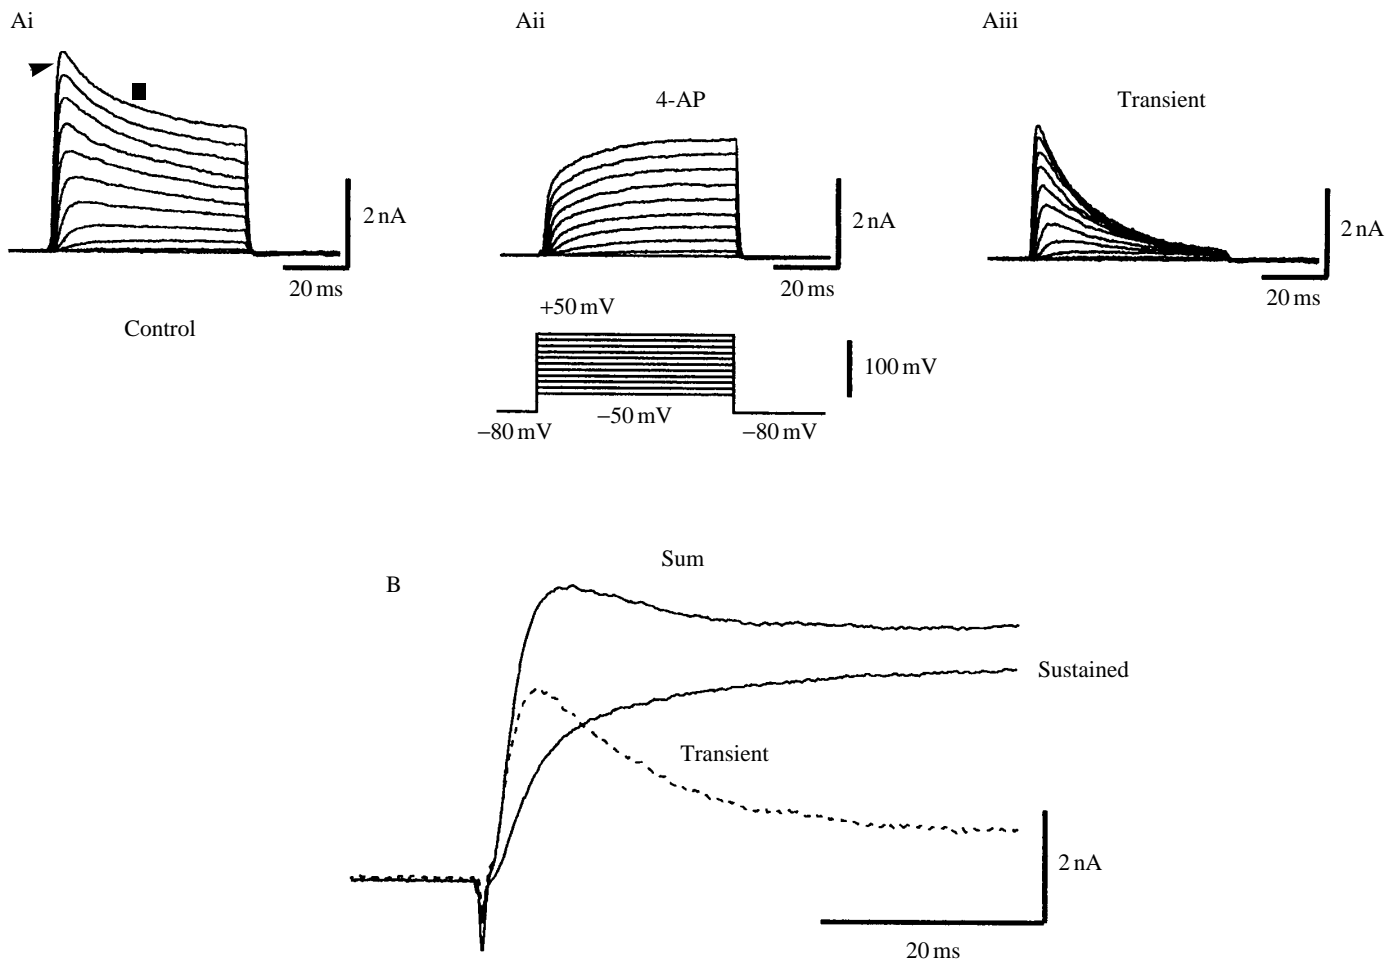 Ai
Aii
Aiii
4-AP
Transient
2 nA
2 nA
2 nA
20 ms
20 ms
20 ms
Control
+50 mV
100 mV
−50 mV
−80 mV
−80 mV
B
Sum
Sustained
Transient
2 nA
20 ms